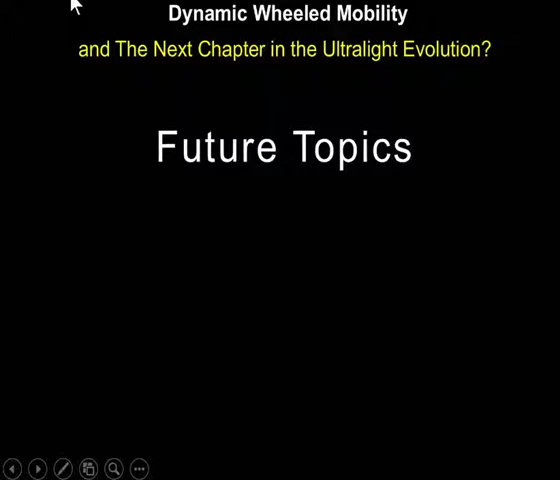 Dynamic Wheeled Mobility
and The Next Chapter in the Ultralight Evolution?
Future Topics